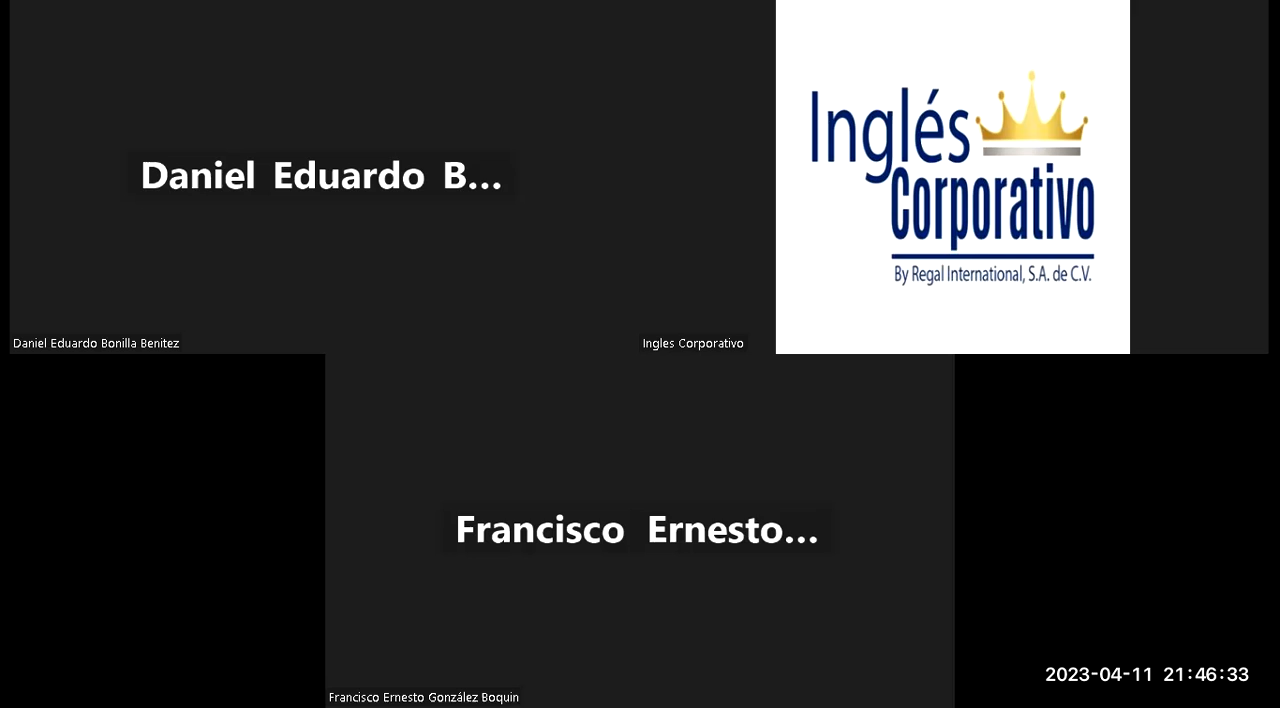 Daniel Eduardo B...
Daniel Eduardo Bonilla Benitez
Inglés
Corporativo
By Regal International, S.A. de C.V.
Ingles Corporativo
Francisco Ernesto...
Francisco Ernesto González Boquin
2023-04-11 21:46:33